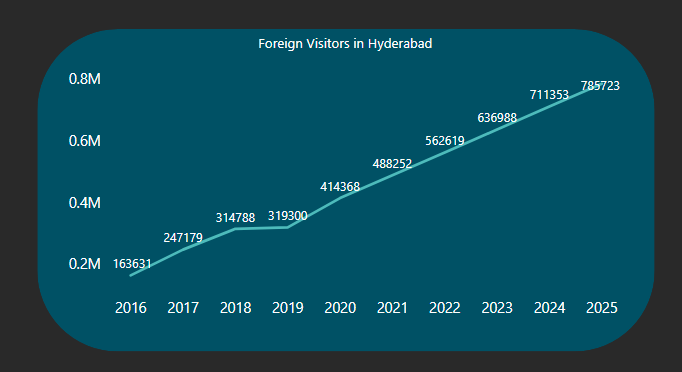 Foreign Visitors in Hyderabad
0.8M
0.6M
0.4M
0.2M
163631
247179
314788
319300
414368
488252
562619
636988
711353
785723
2016 2017 2018 2019 2020 2021 2022 2023 2024 2025